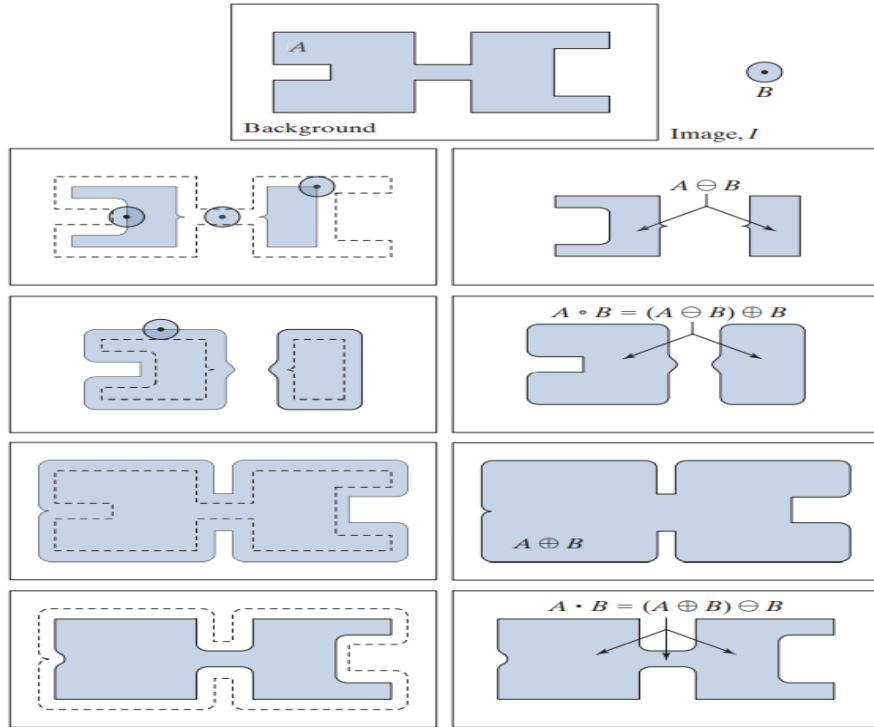 A
B
Background
Image, I
A ⊖ B
A ∘ B = (A ⊖ B) ⊕ B
A ⊕ B
A • B = (A ⊕ B) ⊖ B